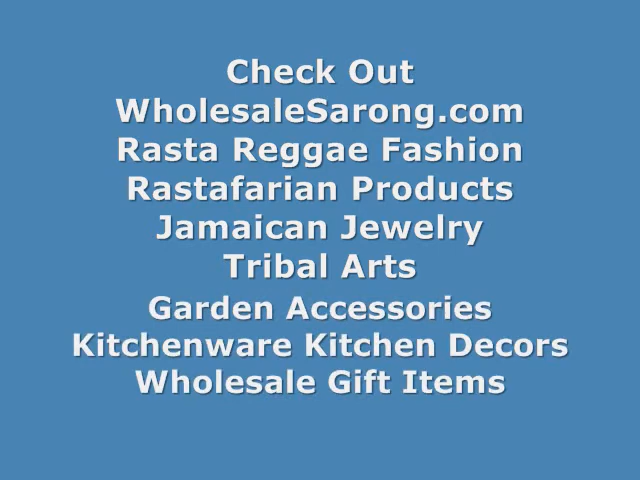 Check Out
WholesaleSarong.com
Rasta Reggae Fashion
Rastafarian Products
Jamaican Jewelry
Tribal Arts
Garden Accessories
Kitchenware Kitchen Decors
Wholesale Gift Items